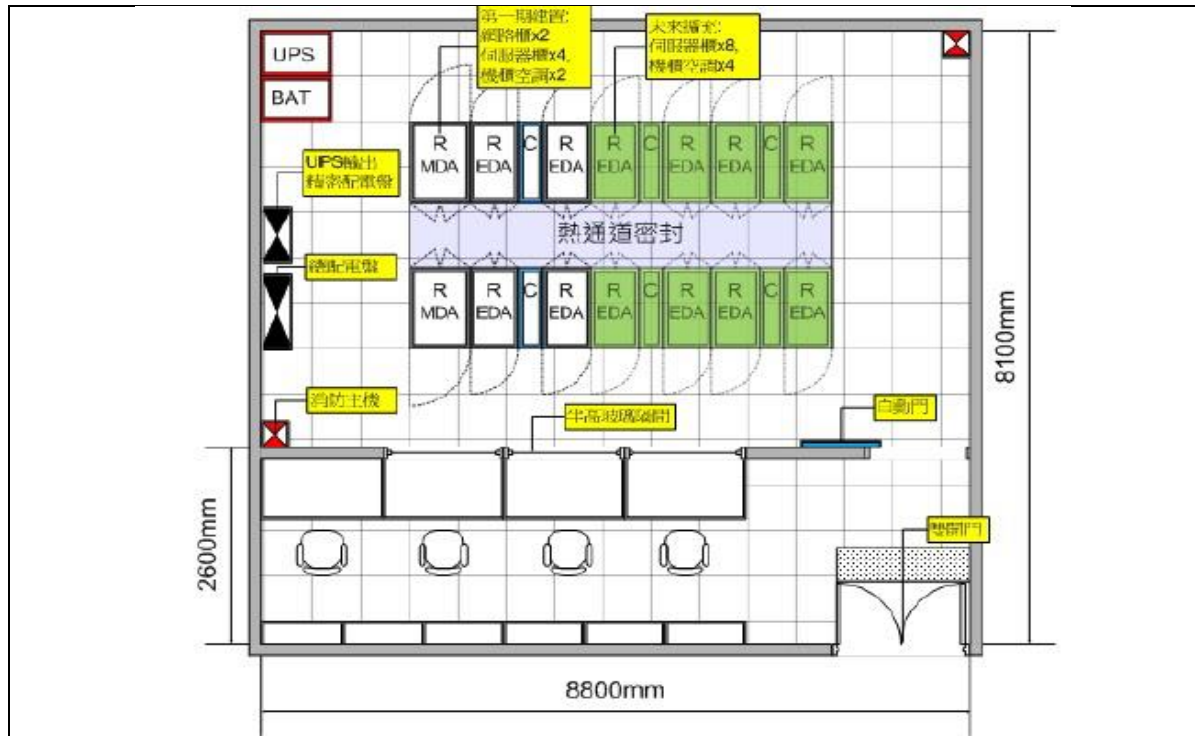 第一期建置:
網路櫃x2
伺服器櫃x4,
機櫃空調x2
未來擴充:
伺服器櫃x8,
機櫃空調x4
UPS
BAT
UPS輸出
精密配電盤
R
MDA
R
EDA
C
R
EDA
R
EDA
C
R
EDA
R
EDA
C
R
EDA
熱通道密封
總配電盤
R
MDA
R
EDA
C
R
EDA
R
EDA
C
R
EDA
R
EDA
C
R
EDA
消防主機
半高玻璃隔間
自動門
雙開門
8100mm
2600mm
8800mm